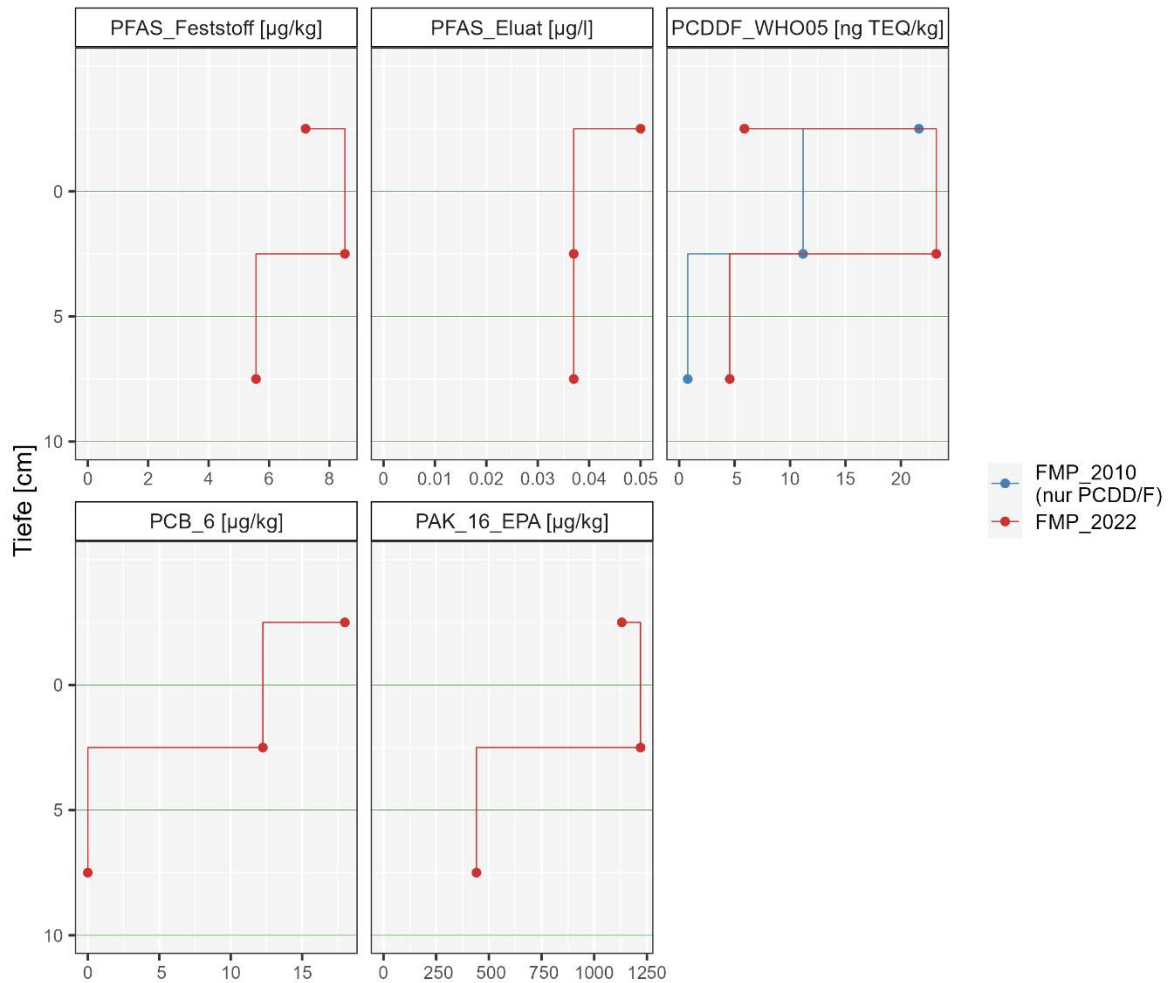 PFAS_Feststoff [µg/kg]
PFAS_Eluat [µg/l]
PCDDF_WHO05 [ng TEQ/kg]
0
5
10
0 2 4 6 8
0 0.01 0.02 0.03 0.04 0.05
0 5 10 15 20
Tiefe [cm]
PCB_6 [µg/kg]
PAK_16_EPA [µg/kg]
0
5
10
0 5 10 15
0 250 500 750 1000 1250
FMP_2010
(nur PCDD/F)
FMP_2022